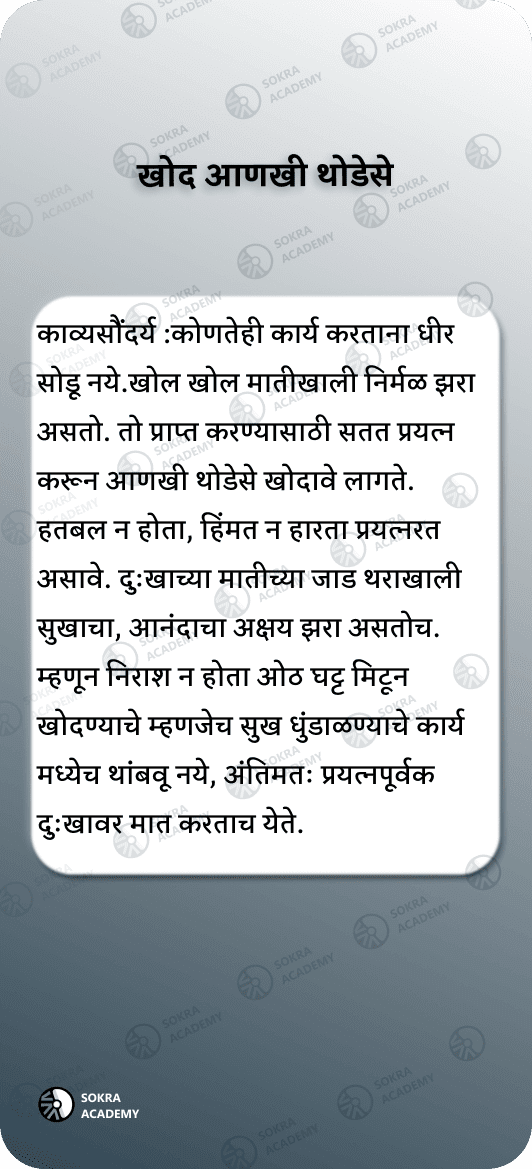 खोद आणखी थोडेसे
काव्यसौंदर्य :कोणतेही कार्य करताना धीर
सोडू नये.खोल खोल मातीखाली निर्मळ झरा
असतो. तो प्राप्त करण्यासाठी सतत प्रयत्न
करून आणखी थोडेसे खोदावे लागते.
हतबल न होता, हिंमत न हारता प्रयत्नरत
असावे. दुःखाच्या मातीच्या जाड थराखाली
सुखाचा, आनंदाचा अक्षय झरा असतोच.
म्हणून निराश न होता ओठ घट्ट मिटून
खोदण्याचे म्हणजेच सुख धुंडाळण्याचे कार्य
मध्येच थांबवू नये, अंतिमतः प्रयत्नपूर्वक
दुःखावर मात करताच येते.
SOKRA
ACADEMY